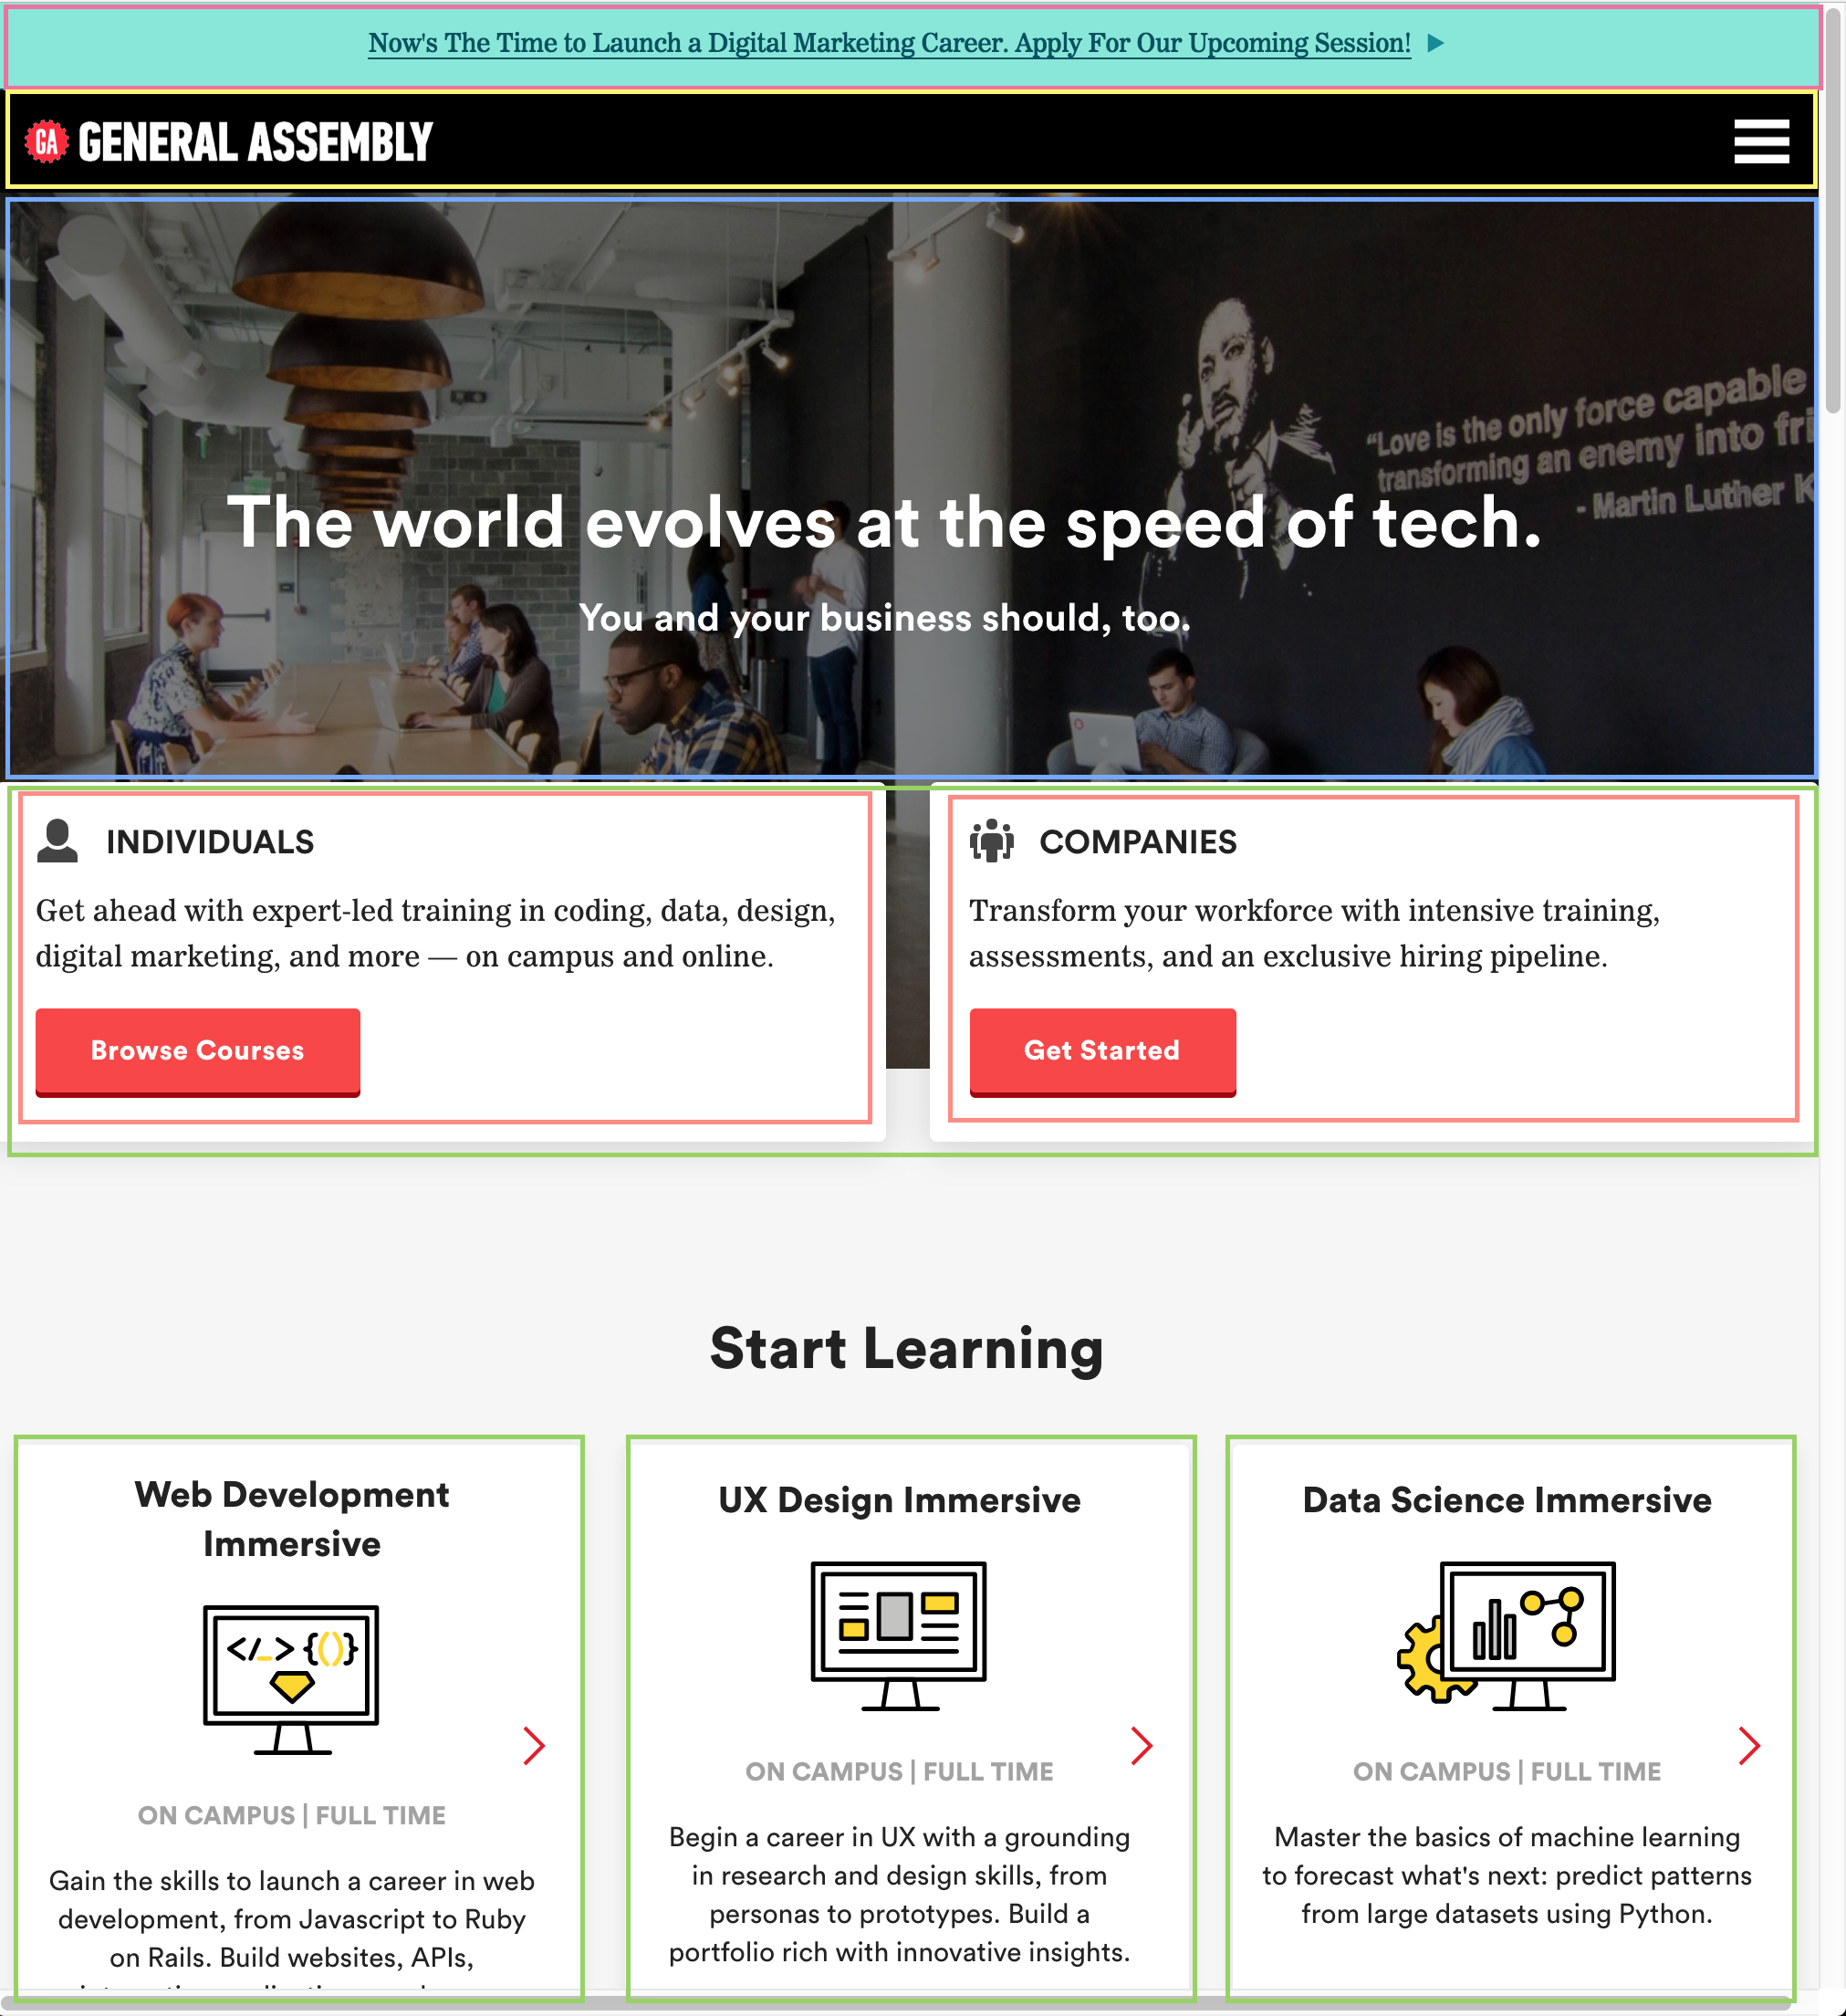 Now's The Time to Launch a Digital Marketing Career. Apply For Our Upcoming Session!
GA GENERAL ASSEMBLY
“Love is the only force capable
transforming an enemy into
- Martin Luther
The world evolves at the speed of tech.
You and your business should, too.
INDIVIDUALS
Get ahead with expert-led training in coding, data, design,
digital marketing, and more — on campus and online.
Browse Courses
COMPANIES
Transform your workforce with intensive training,
assessments, and an exclusive hiring pipeline.
Get Started
Start Learning
Web Development
Immersive
</_> {()}
ON CAMPUS | FULL TIME
Gain the skills to launch a career in web
development, from Javascript to Ruby
on Rails. Build websites, APIs,
UX Design Immersive
ON CAMPUS | FULL TIME
Begin a career in UX with a grounding
in research and design skills, from
personas to prototypes. Build a
portfolio rich with innovative insights.
Data Science Immersive
ON CAMPUS | FULL TIME
Master the basics of machine learning
to forecast what's next: predict patterns
from large datasets using Python.